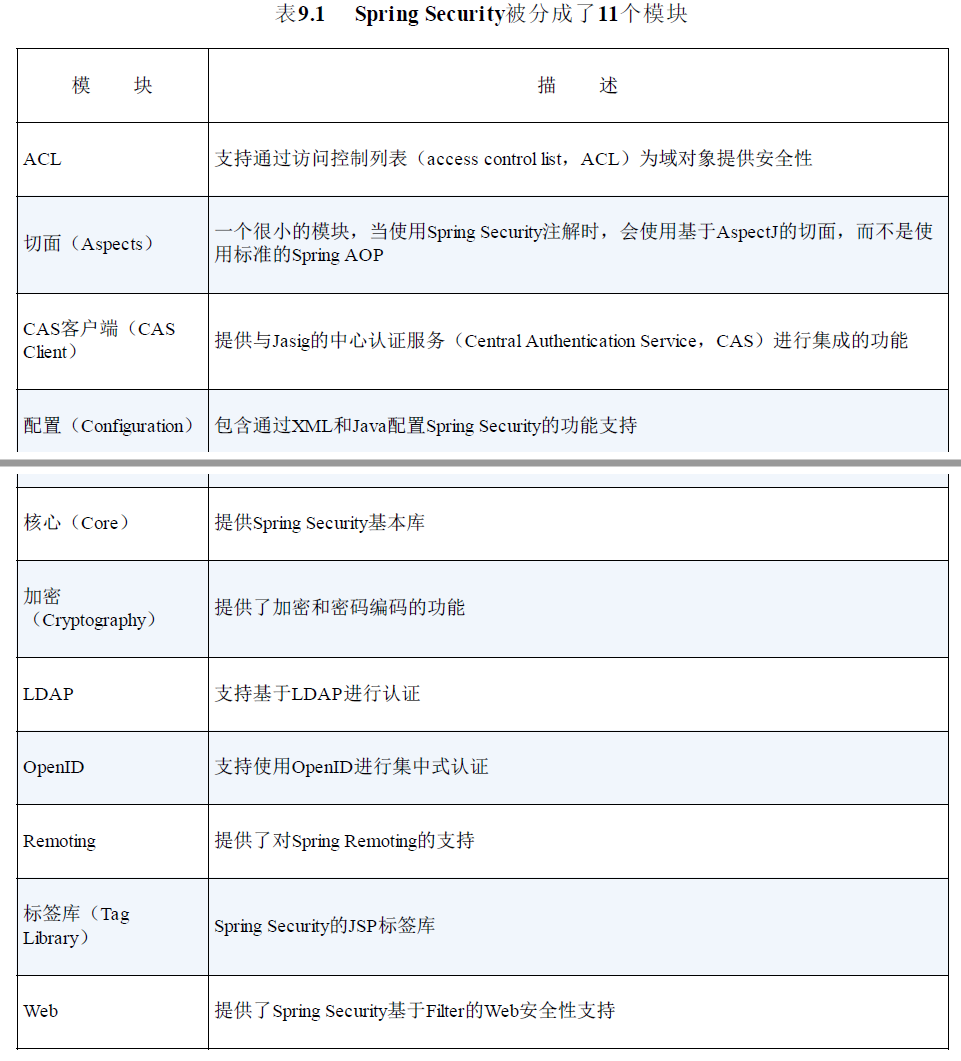 表9.1 Spring Security被分成了11个模块
模 块
描 述
ACL
支持通过访问控制列表（access control list，ACL）为域对象提供安全性
切面（Aspects）
一个很小的模块，当使用Spring Security注解时，会使用基于AspectJ的切面，而不是使
用标准的Spring AOP
CAS客户端（CAS
Client）
提供与Jasig的中心认证服务（Central Authentication Service，CAS）进行集成的功能
配置（Configuration）
包含通过XML和Java配置Spring Security的功能支持
核心（Core）
提供Spring Security基本库
加密
（Cryptography）
提供了加密和密码编码的功能
LDAP
支持基于LDAP进行认证
OpenID
支持使用OpenID进行集中式认证
Remoting
提供了对Spring Remoting的支持
标签库（Tag
Library）
Spring Security的JSP标签库
Web
提供了Spring Security基于Filter的Web安全性支持